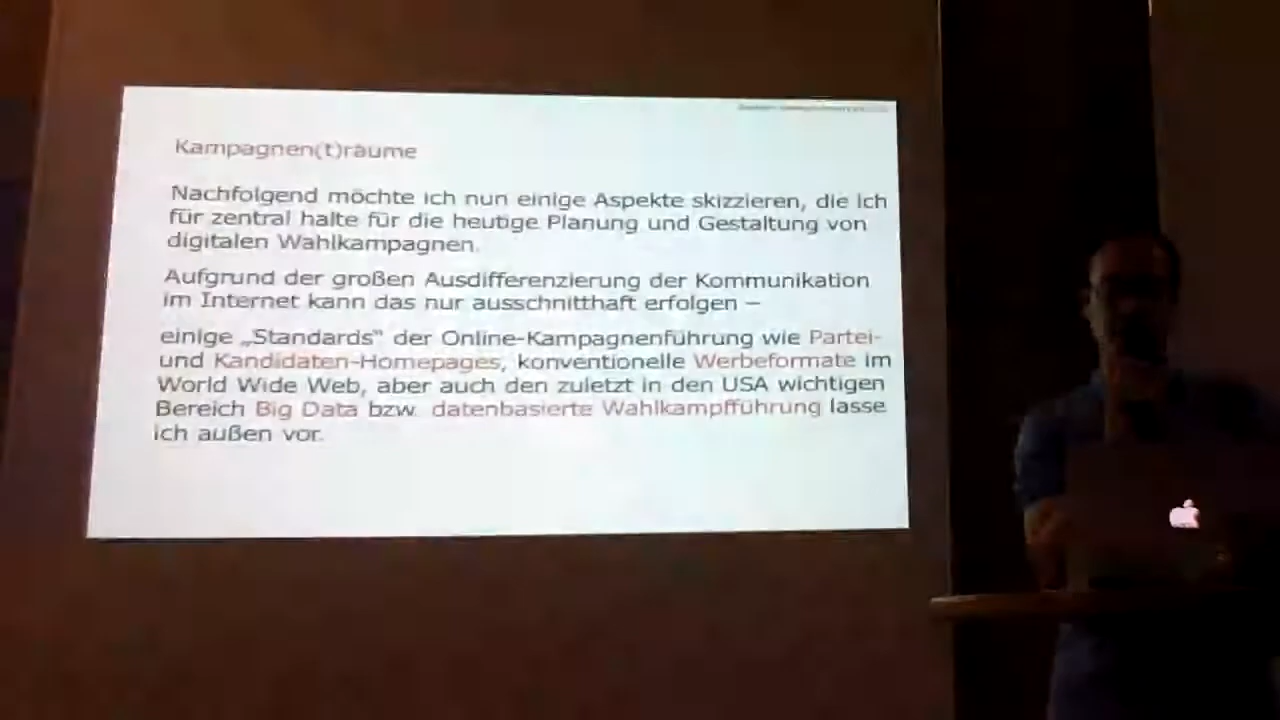 Kampagnen(t)räume
Nachfolgend möchte ich nun einige Aspekte skizzieren, die ich
für zentral halte für die heutige Planung und Gestaltung von
digitalen Wahlkampagnen.
Aufgrund der großen Ausdifferenzierung der Kommunikation
im Internet kann das nur ausschnitthaft erfolgen –
einige „Standards“ der Online-Kampagnenführung wie Partei-
und Kandidaten-Homepages, konventionelle Werbeformate im
World Wide Web, aber auch den zuletzt in den USA wichtigen
Bereich Big Data bzw. datenbasierte Wahlkampfführung lasse
ich außen vor.